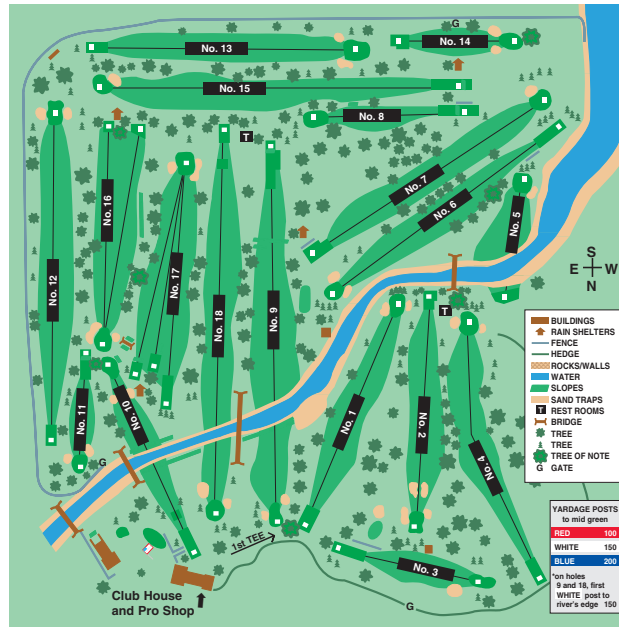 G
No. 13
No. 14
No. 15
No. 8
T
No. 16
No. 7
No. 6
No. 5
No. 17
No. 12
No. 18
No. 9
S
E W
N
T
No. 11
No. 10
No. 1
No. 2
No. 4
G
No. 3
G
1st TEE
Club House
and Pro Shop
BUILDINGS
RAIN SHELTERS
FENCE
HEDGE
ROCKS/WALLS
WATER
SLOPES
SAND TRAPS
T REST ROOMS
BRIDGE
TREE
TREE
TREE OF NOTE
G GATE
YARDAGE POSTS
to mid green
RED 100
WHITE 150
BLUE 200
*on holes
9 and 18, first
WHITE post to
river's edge 150